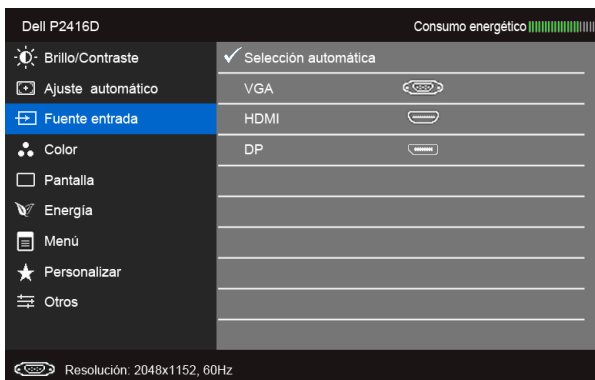 Dell P2416D
Consumo energético
Brillo/Contraste
Selección automática
Ajuste automático
VGA
Fuente entrada
HDMI
Color
DP
Pantalla
Energía
Menú
Personalizar
Otros
Resolución: 2048x1152, 60Hz